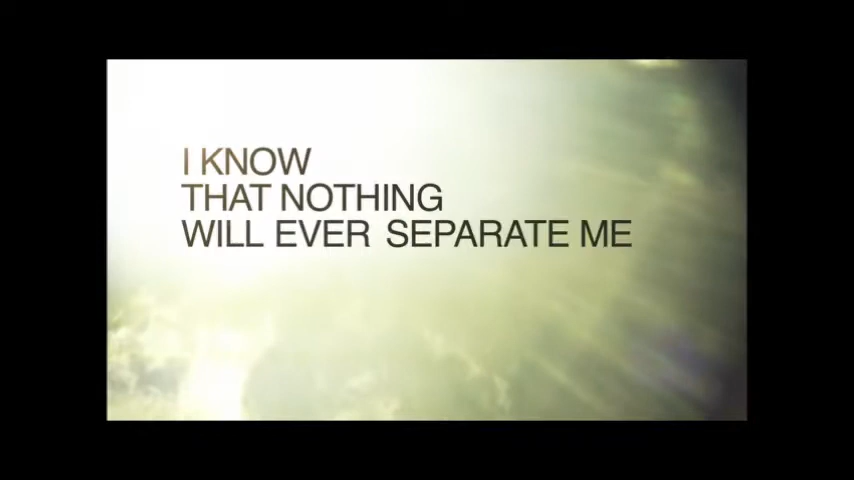 I KNOW
THAT NOTHING
WILL EVER SEPARATE ME